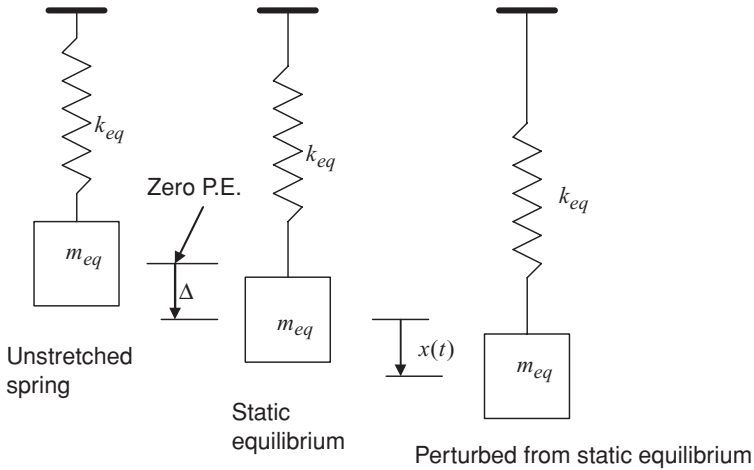 k_eq
k_eq
k_eq
Zero P.E.
m_eq
Δ
m_eq
x(t)
m_eq
Unstretched
spring
Static
equilibrium
Perturbed from static equilibrium